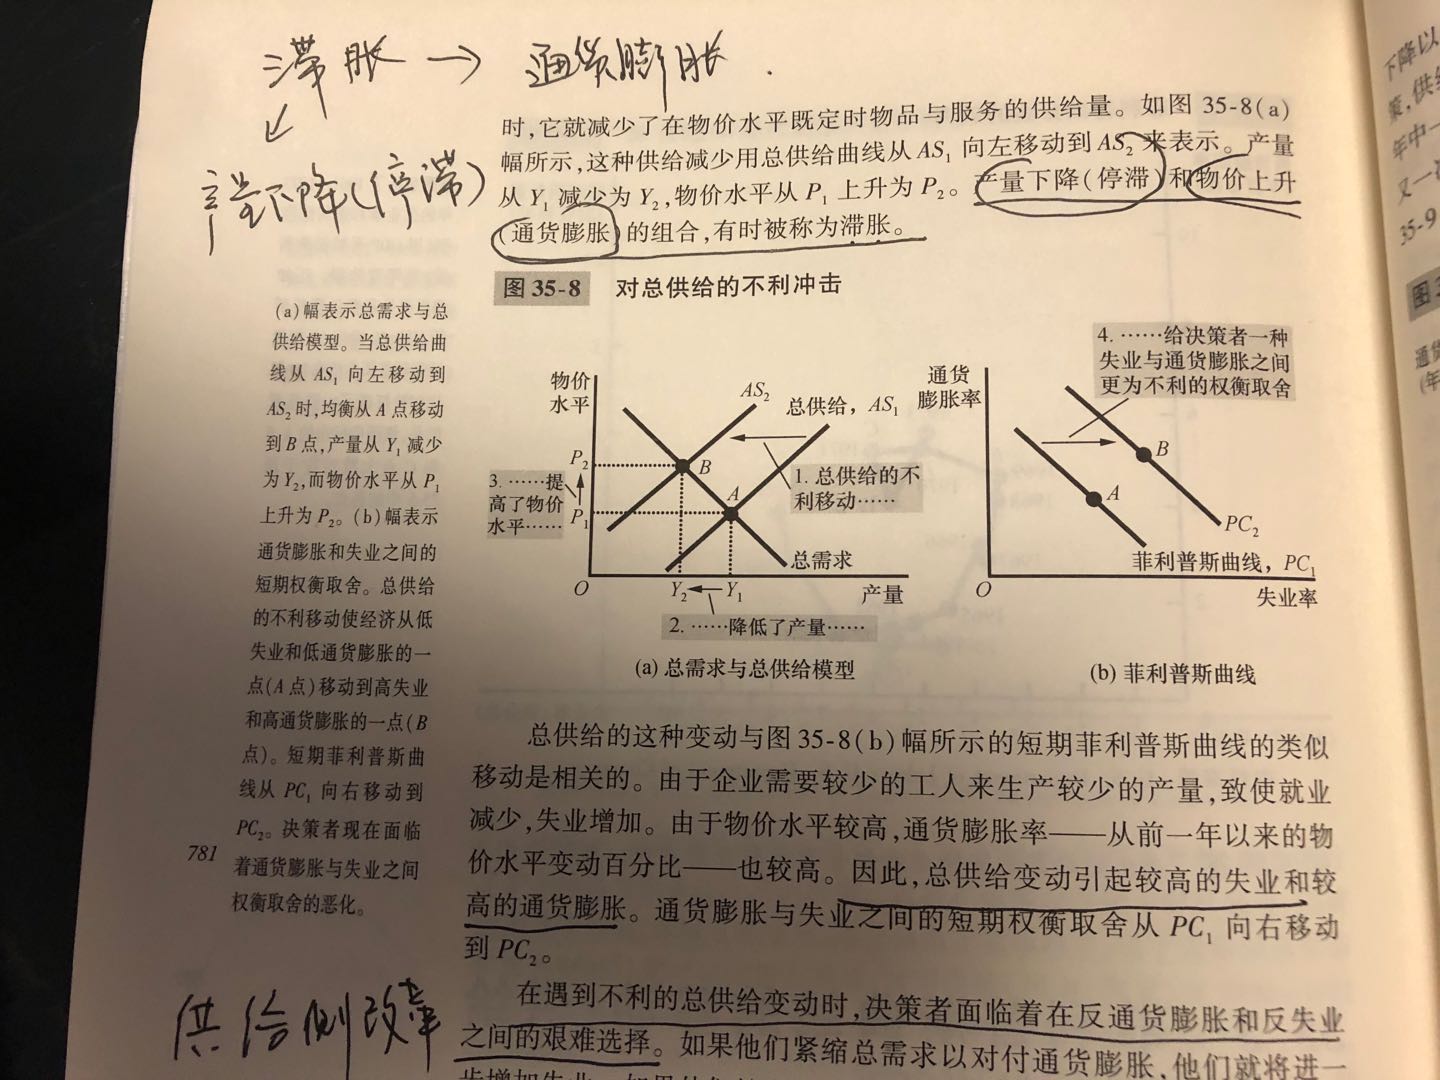 滞胀 → 通货膨胀.
产量下降(停滞)
时,它就减少了在物价水平既定时物品与服务的供给量。如图 35-8(a)
幅所示,这种供给减少用总供给曲线从 AS₁ 向左移动到 AS₂ 来表示。产量
从 Y₁ 减少为 Y₂,物价水平从 P₁ 上升为 P₂。产量下降(停滞)和物价上升
(通货膨胀)的组合,有时被称为滞胀。
图 35-8 对总供给的不利冲击
(a)幅表示总需求与总
供给模型。当总供给曲
线从 AS₁ 向左移动到
AS₂ 时,均衡从 A 点移动
到 B 点,产量从 Y₁ 减少
为 Y₂,而物价水平从 P₁
上升为 P₂。(b)幅表示
通货膨胀和失业之间的
短期权衡取舍。总供给
的不利移动使经济从低
失业和低通货膨胀的一
点(A 点)移动到高失业
和高通货膨胀的一点(B
点)。短期菲利普斯曲
线从 PC₁ 向右移动到
PC₂。决策者现在面临
着通货膨胀与失业之间
权衡取舍的恶化。
781
物价
水平
AS₂
总供给,AS₁
P₂
B
3. ……提
高了物价
水平……
P₁
A
1. 总供给的不
利移动……
总需求
O
Y₂
Y₁
产量
2. ……降低了产量……
(a) 总需求与总供给模型
通货
膨胀率
4. ……给决策者一种
失业与通货膨胀之间
更为不利的权衡取舍
B
A
PC₂
菲利普斯曲线,PC₁
O
失业率
(b) 菲利普斯曲线
总供给的这种变动与图 35-8(b)幅所示的短期菲利普斯曲线的类似
移动是相关的。由于企业需要较少的工人来生产较少的产量,致使就业
减少,失业增加。由于物价水平较高,通货膨胀率——从前一年以来的物
价水平变动百分比——也较高。因此,总供给变动引起较高的失业和较
高的通货膨胀。通货膨胀与失业之间的短期权衡取舍从 PC₁ 向右移动
到 PC₂。
在遇到不利的总供给变动时,决策者面临着在反通货膨胀和反失业
之间的艰难选择。如果他们紧缩总需求以对付通货膨胀,他们就将进一
供给侧改革
下降以
策,供给
年中一
又一次
35-9
图 3
通货
(年